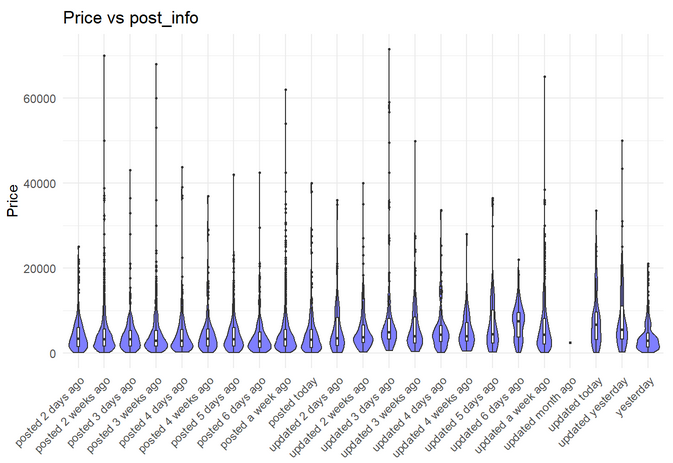 Price vs post_info
Price
60000
40000
20000
0
posted 2 days ago
posted 2 weeks ago
posted 3 days ago
posted 3 weeks ago
posted 4 days ago
posted 4 weeks ago
posted 5 days ago
posted 6 days ago
posted a week ago
posted today
updated 2 days ago
updated 2 weeks ago
updated 3 days ago
updated 3 weeks ago
updated 4 days ago
updated 4 weeks ago
updated 5 days ago
updated 6 days ago
updated a week ago
updated month ago
updated today
updated yesterday
yesterday